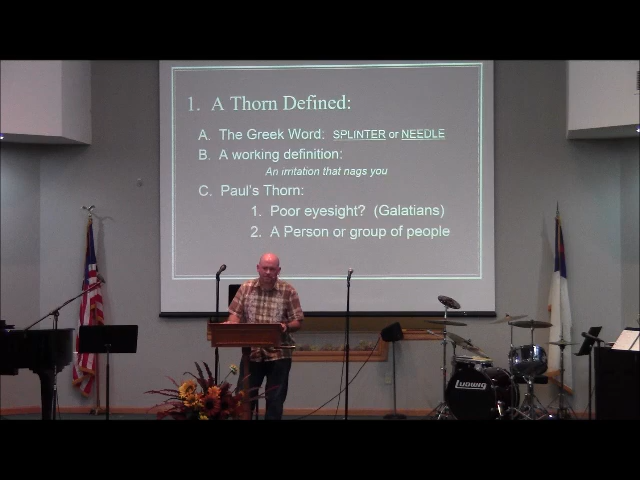 1. A Thorn Defined:
A. The Greek Word: SPLINTER or NEEDLE
B. A working definition:
An irritation that nags you
C. Paul's Thorn:
1. Poor eyesight? (Galatians)
2. A Person or group of people
Ludwig